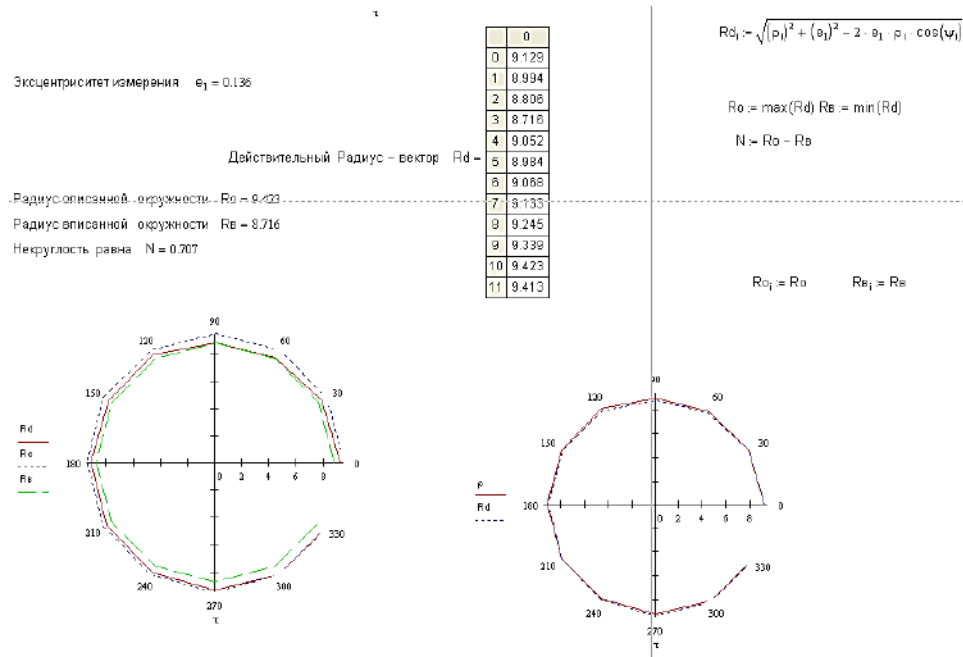 τ
Rdᵢ := √((ρᵢ)² + (e₁)² − 2 · e₁ · ρᵢ · cos(ψᵢ))
Эксцентриситет измерения e₁ = 0.136
Ro := max(Rd) Rв := min(Rd)
N := Ro − Rв
Действительный Радиус − вектор Rd =
0
0 9.129
1 8.994
2 8.806
3 8.716
4 9.052
5 8.984
6 9.068
7 9.133
8 9.245
9 9.339
10 9.423
11 9.413
Радиус описанной окружности Ro = 9.423
Радиус вписанной окружности Rв = 8.716
Некруглость равна N = 0.707
Roᵢ := Ro Rвᵢ := Rв
90
120 60
150 30
Rd
Ro
Rв
180 0 2 4 6 8 0
210 330
240 300
270
τ
90
120 60
150 30
ρ
Rd
180 0 2 4 6 8 0
210 330
240 300
270
τ